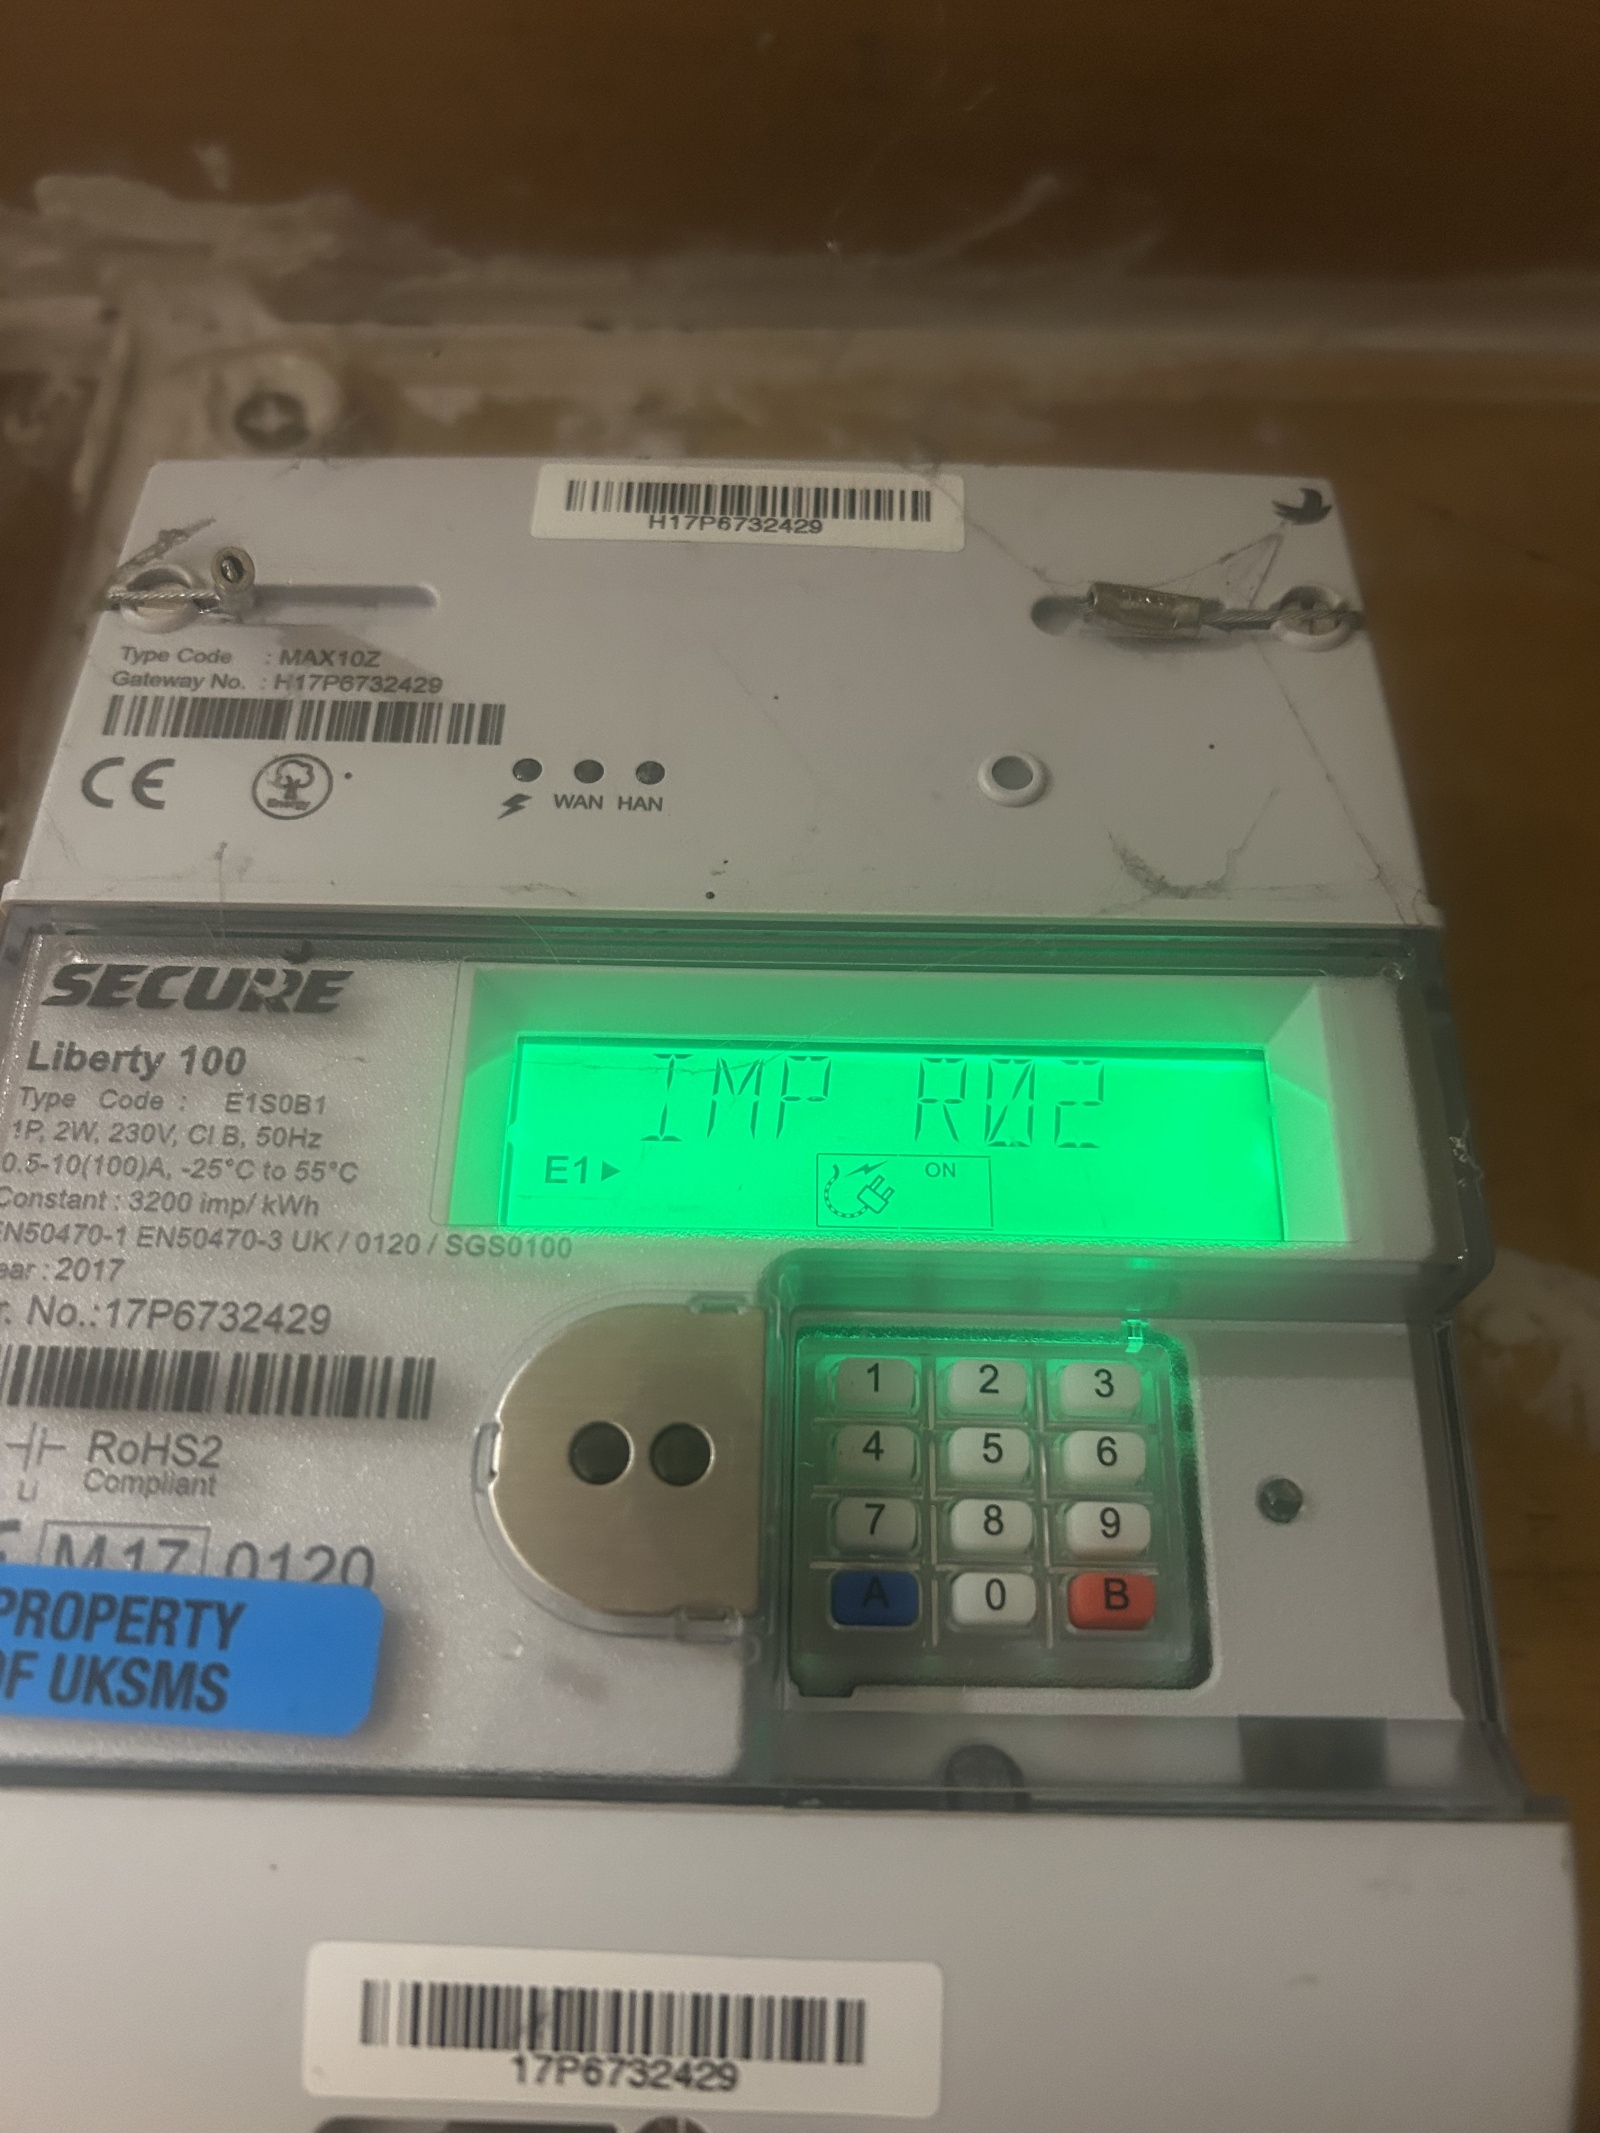 H17P6732429
Type Code : MAX10Z
Gateway No. : H17P6732429
CE
Energy
WAN HAN
SECURE
Liberty 100
Type Code : E1S0B1
1P, 2W, 230V, Cl B, 50Hz
0.5-10(100)A, -25°C to 55°C
Constant : 3200 imp/ kWh
EN50470-1 EN50470-3 UK / 0120 / SGS0100
ear : 2017
r. No.:17P6732429
IMP R02
E1
ON
RoHS2
Compliant
Li
M 17 0120
PROPERTY
OF UKSMS
1 2 3
4 5 6
7 8 9
A 0 B
17P6732429